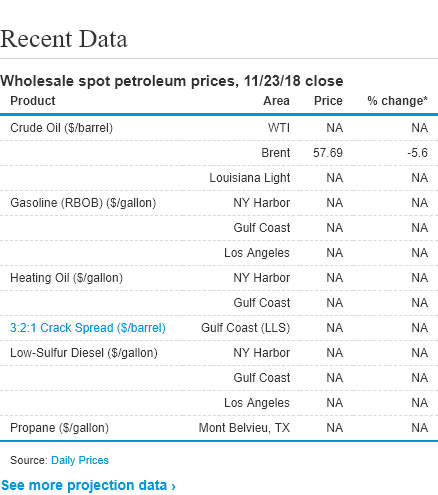 Recent Data
Wholesale spot petroleum prices, 11/23/18 close
Product Area Price % change*
Crude Oil ($/barrel) WTI NA NA
Brent 57.69 -5.6
Louisiana Light NA NA
Gasoline (RBOB) ($/gallon) NY Harbor NA NA
Gulf Coast NA NA
Los Angeles NA NA
Heating Oil ($/gallon) NY Harbor NA NA
Gulf Coast NA NA
3:2:1 Crack Spread ($/barrel) Gulf Coast (LLS) NA NA
Low-Sulfur Diesel ($/gallon) NY Harbor NA NA
Gulf Coast NA NA
Los Angeles NA NA
Propane ($/gallon) Mont Belvieu, TX NA NA
Source: Daily Prices
See more projection data ›